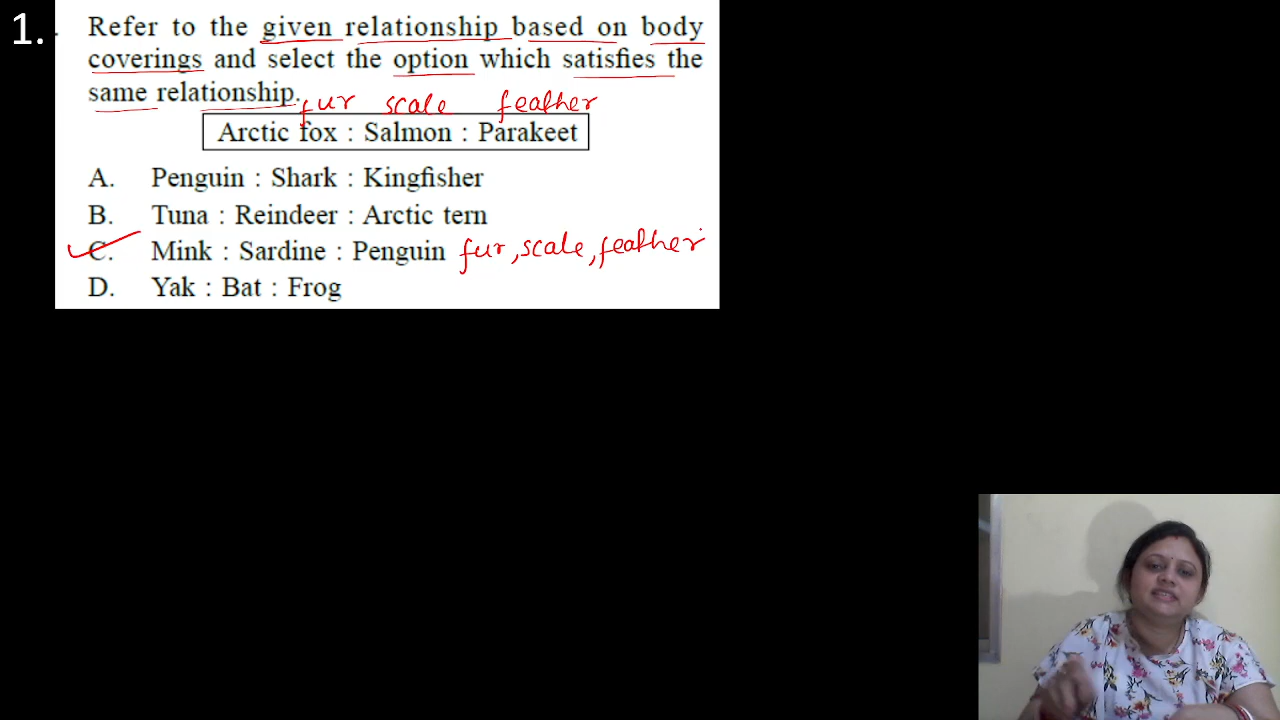 1.
Refer to the given relationship based on body
coverings and select the option which satisfies the
same relationship.
fur scale feather
Arctic fox : Salmon : Parakeet
A. Penguin : Shark : Kingfisher
B. Tuna : Reindeer : Arctic tern
C. Mink : Sardine : Penguin fur, scale, feather
D. Yak : Bat : Frog